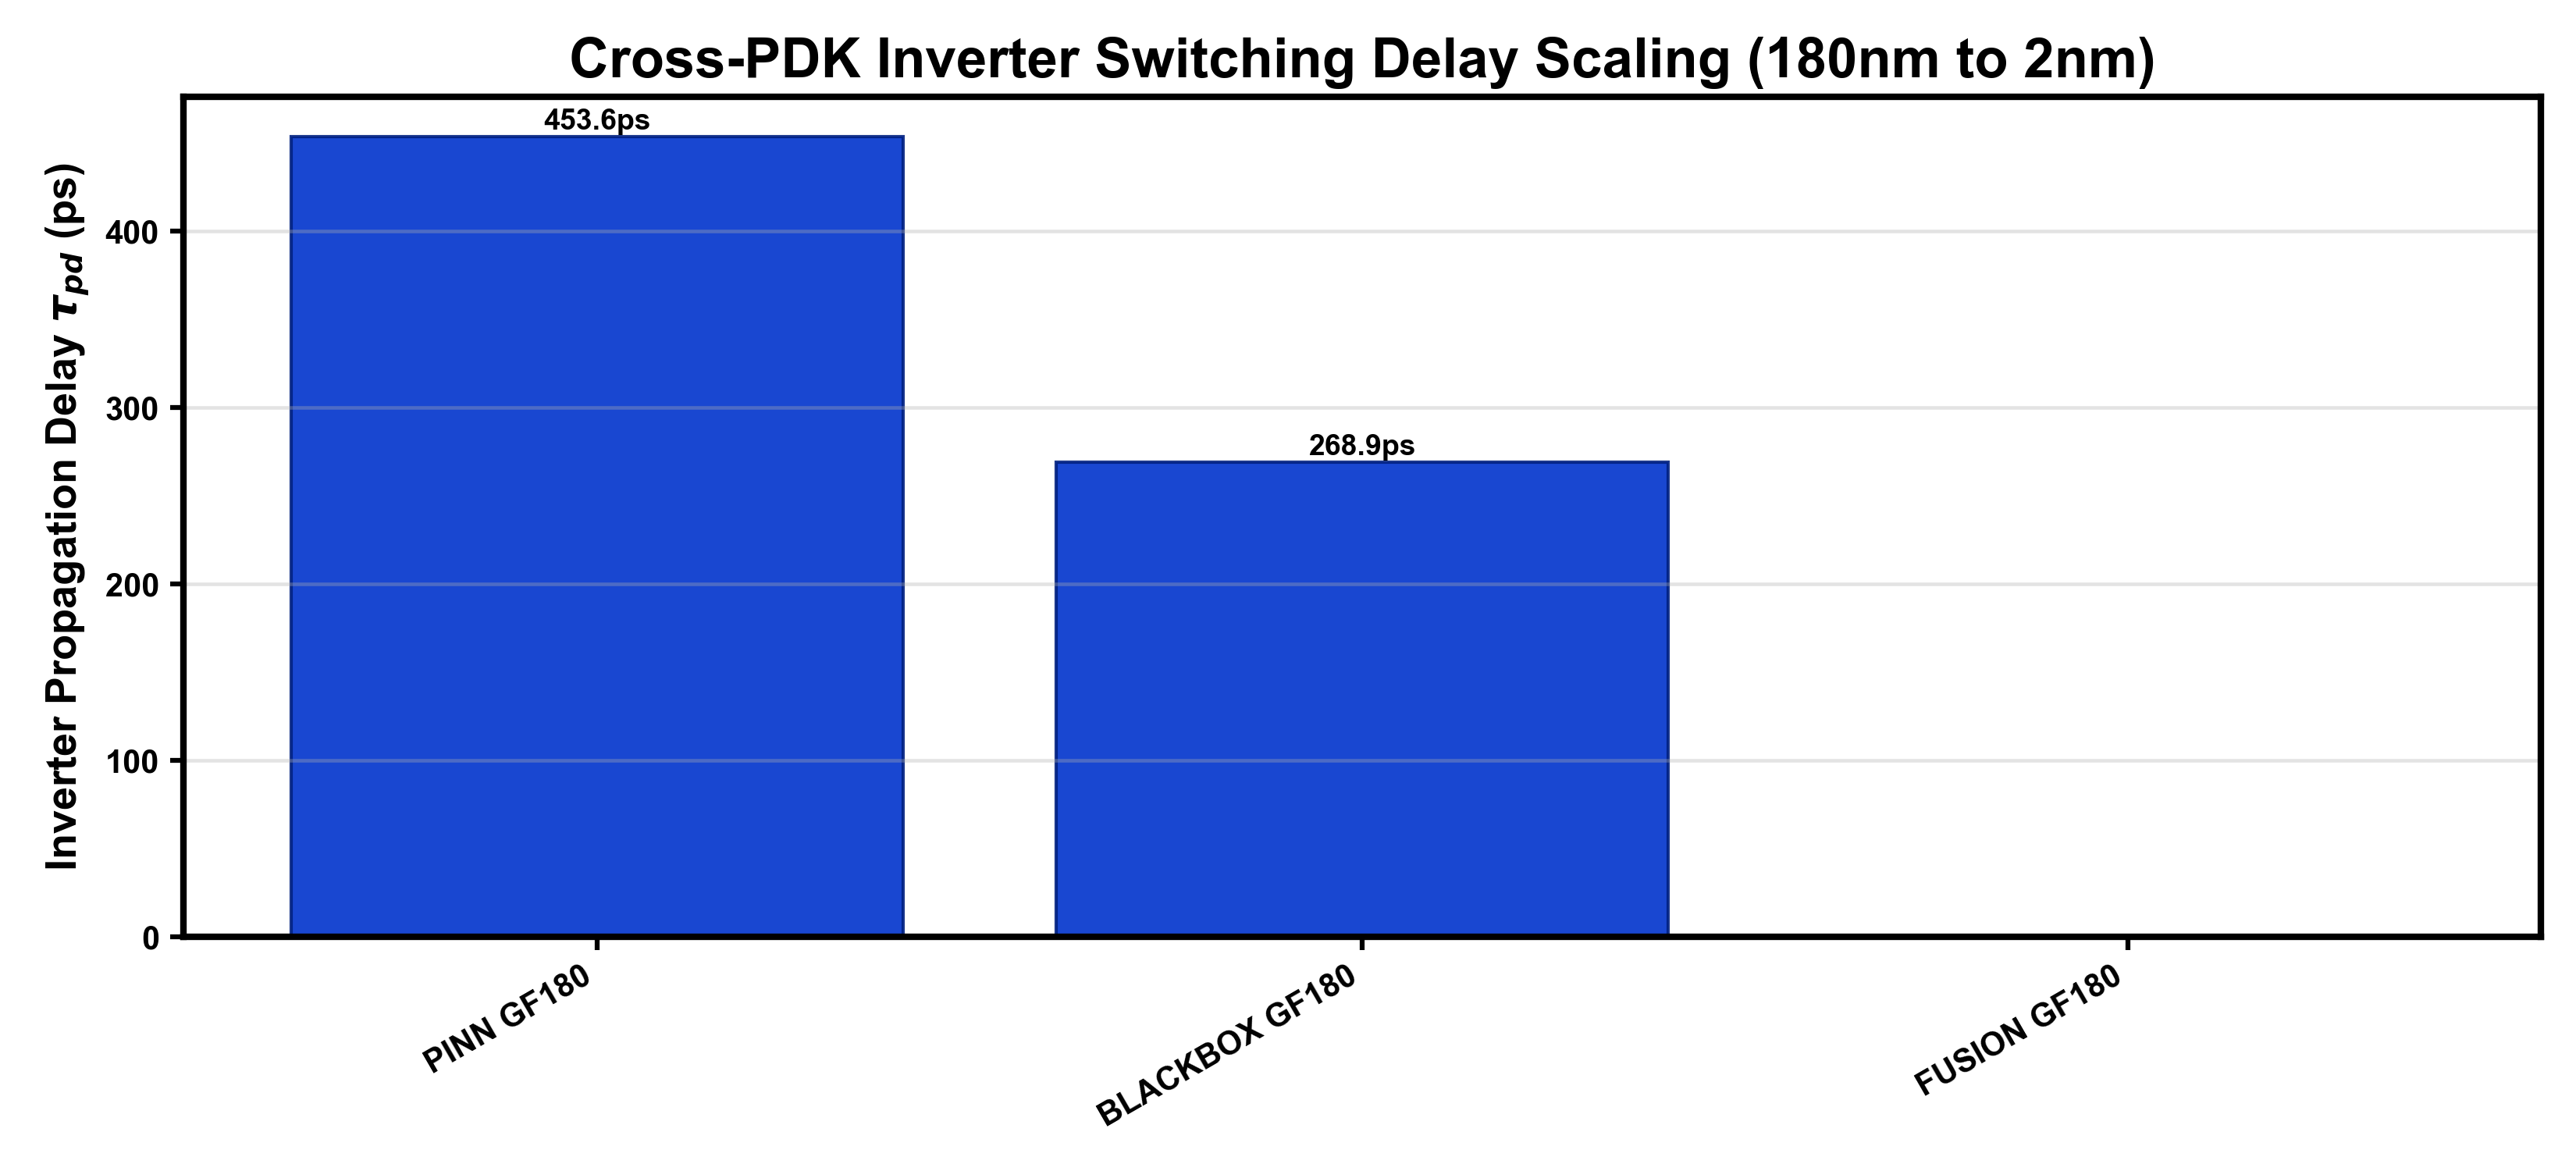 Cross-PDK Inverter Switching Delay Scaling (180nm to 2nm)
Inverter Propagation Delay τpd (ps)
400
300
200
100
0
453.6ps
268.9ps
PINN GF180
BLACKBOX GF180
FUSION GF180